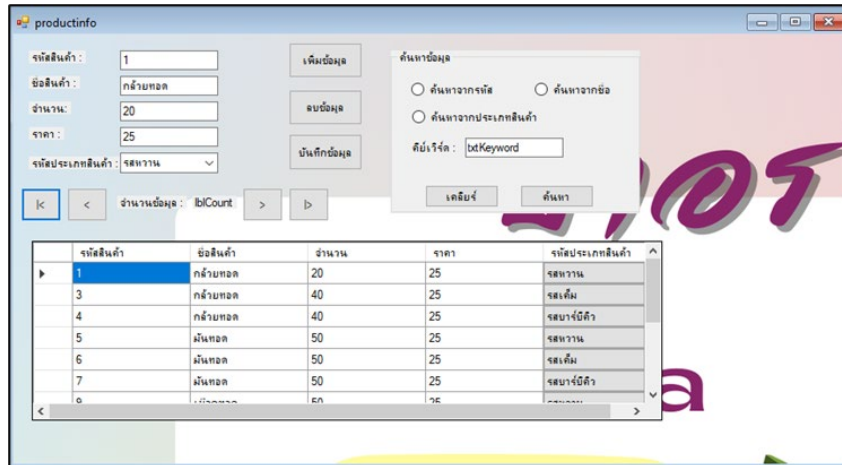 productinfo
รหัสสินค้า :
1
ชื่อสินค้า :
กล้วยทอด
จำนวน:
20
ราคา :
25
รหัสประเภทสินค้า :
รสหวาน
เพิ่มข้อมูล
ลบข้อมูล
บันทึกข้อมูล
ค้นหาข้อมูล
ค้นหาจากรหัส
ค้นหาจากชื่อ
ค้นหาจากประเภทสินค้า
คีย์เวิร์ด :
txtKeyword
เคลียร์
ค้นหา
|<
<
จำนวนข้อมูล :
lblCount
>
|>
รหัสสินค้า ชื่อสินค้า จำนวน ราคา รหัสประเภทสินค้า
1 กล้วยทอด 20 25 รสหวาน
3 กล้วยทอด 40 25 รสเค็ม
4 กล้วยทอด 40 25 รสบาร์บีคิว
5 มันทอด 50 25 รสหวาน
6 มันทอด 50 25 รสเค็ม
7 มันทอด 50 25 รสบาร์บีคิว